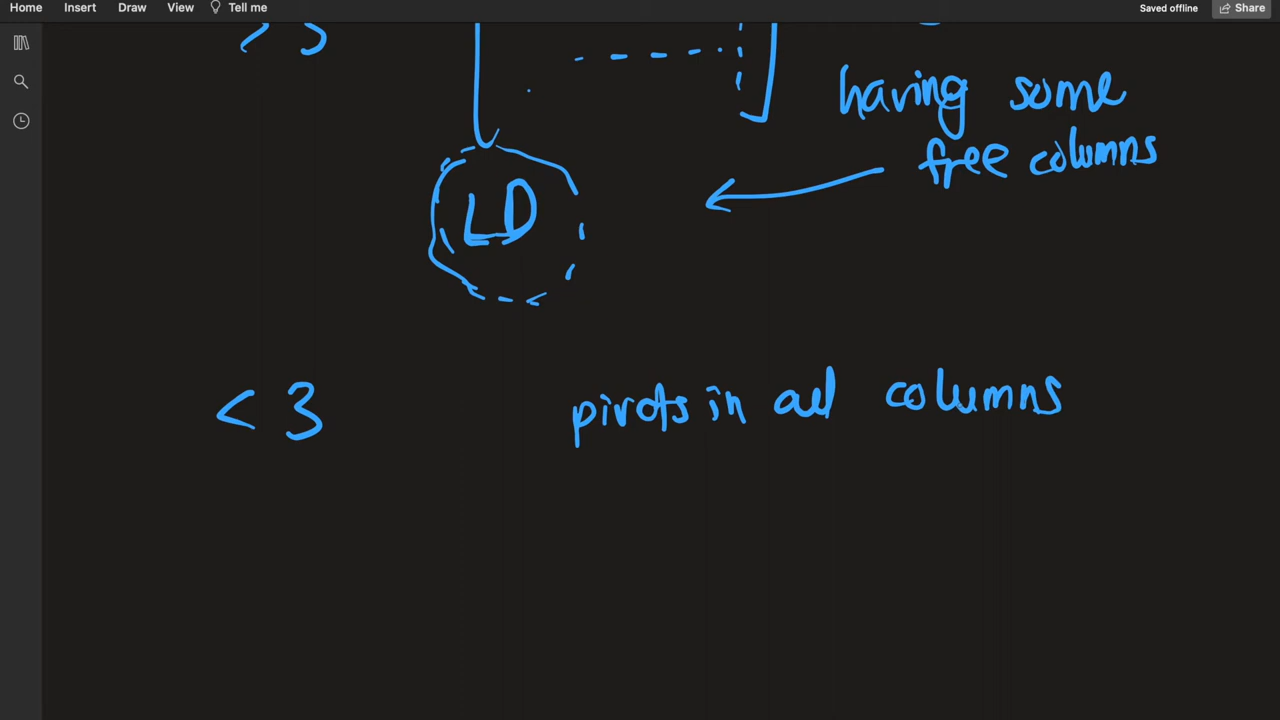 Home Insert Draw View Tell me Saved offline Share
> 3
having some
free columns
LD
< 3 pivots in all columns